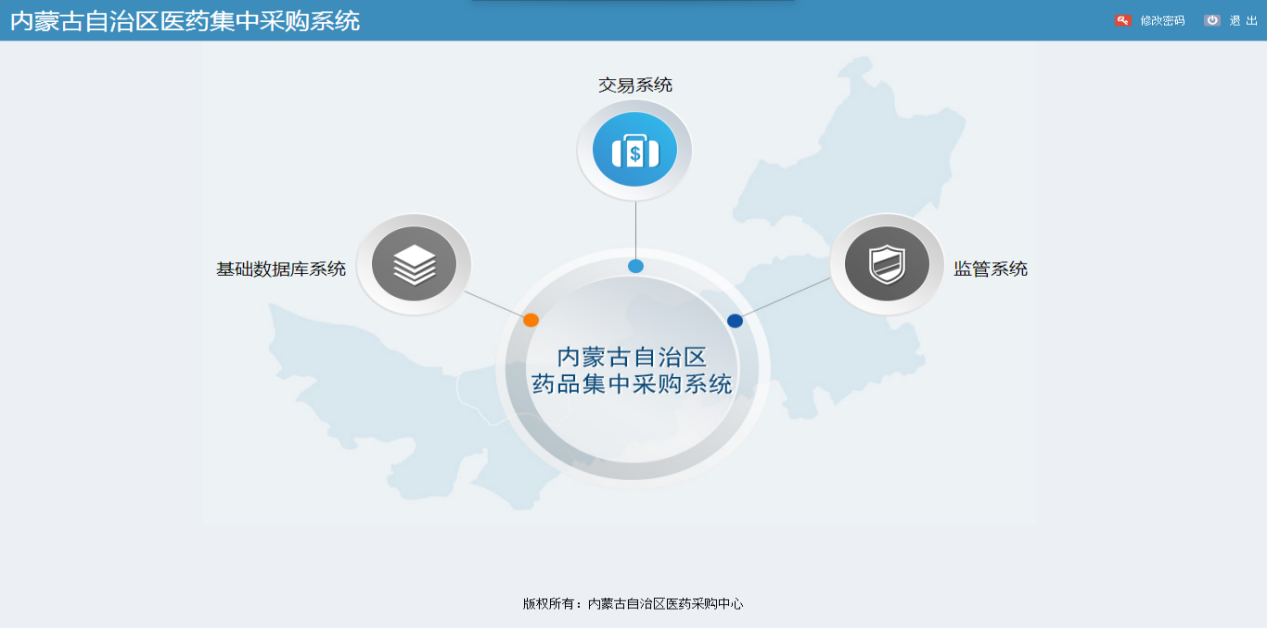 内蒙古自治区医药集中采购系统
修改密码
退 出
交易系统
基础数据库系统
监管系统
内蒙古自治区
药品集中采购系统
版权所有：内蒙古自治区医药采购中心